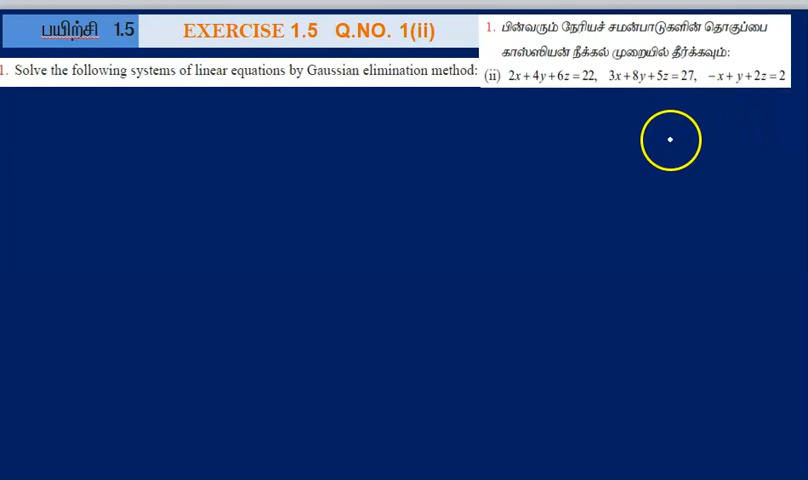 பயிற்சி 1.5
EXERCISE 1.5 Q.NO. 1(ii)
1. Solve the following systems of linear equations by Gaussian elimination method:
1. பின்வரும் நேரியச் சமன்பாடுகளின் தொகுப்பை
காஸ்ஸியன் நீக்கல் முறையில் தீர்க்கவும்:
(ii) 2x + 4y + 6z = 22, 3x + 8y + 5z = 27, −x + y + 2z = 2